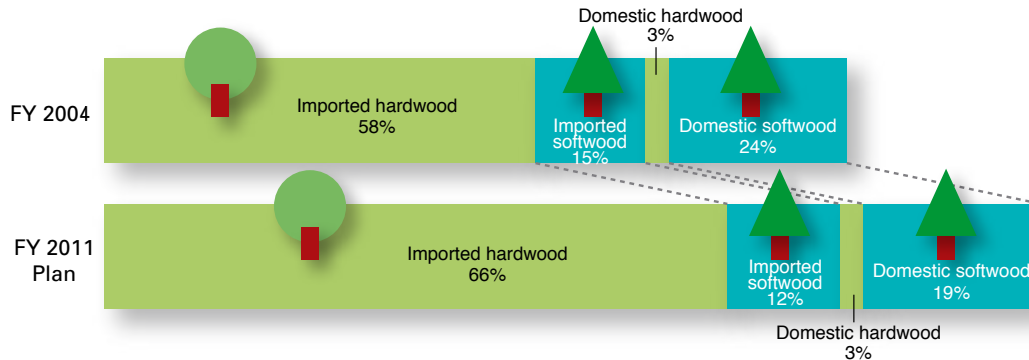 Domestic hardwood
3%
FY 2004
Imported hardwood
58%
Imported
softwood
15%
Domestic softwood
24%
FY 2011
Plan
Imported hardwood
66%
Imported
softwood
12%
Domestic softwood
19%
Domestic hardwood
3%